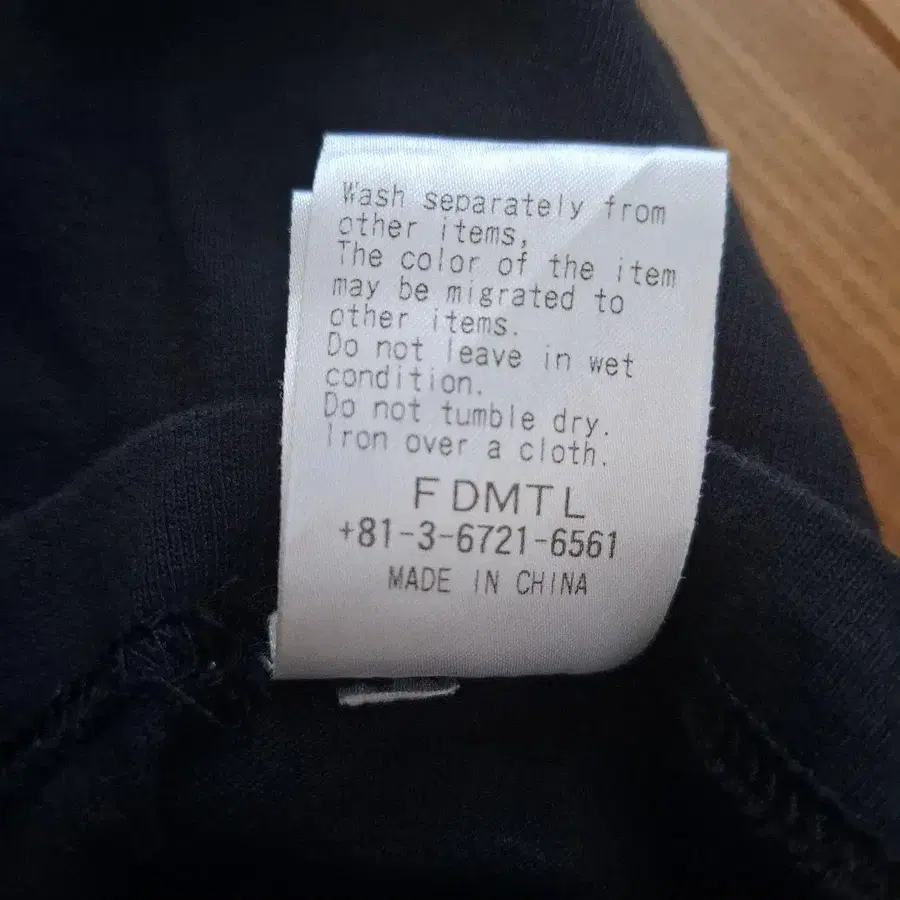 Wash separately from
other items,
The color of the item
may be migrated to
other items.
Do not leave in wet
condition.
Do not tumble dry.
Iron over a cloth.
FDMTL
+81-3-6721-6561
MADE IN CHINA